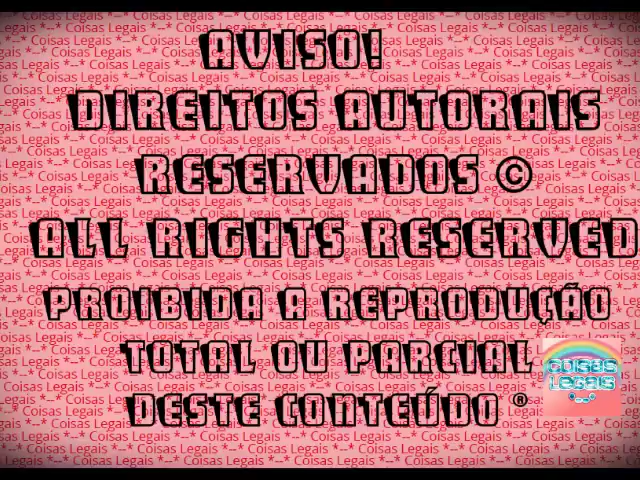 AVISO!
DIREITOS AUTORAIS
RESERVADOS ©
ALL RIGHTS RESERVED
PROIBIDA A REPRODUÇÃO
TOTAL OU PARCIAL
DESTE CONTEÚDO ®
COISAS
LEGAIS
*-*